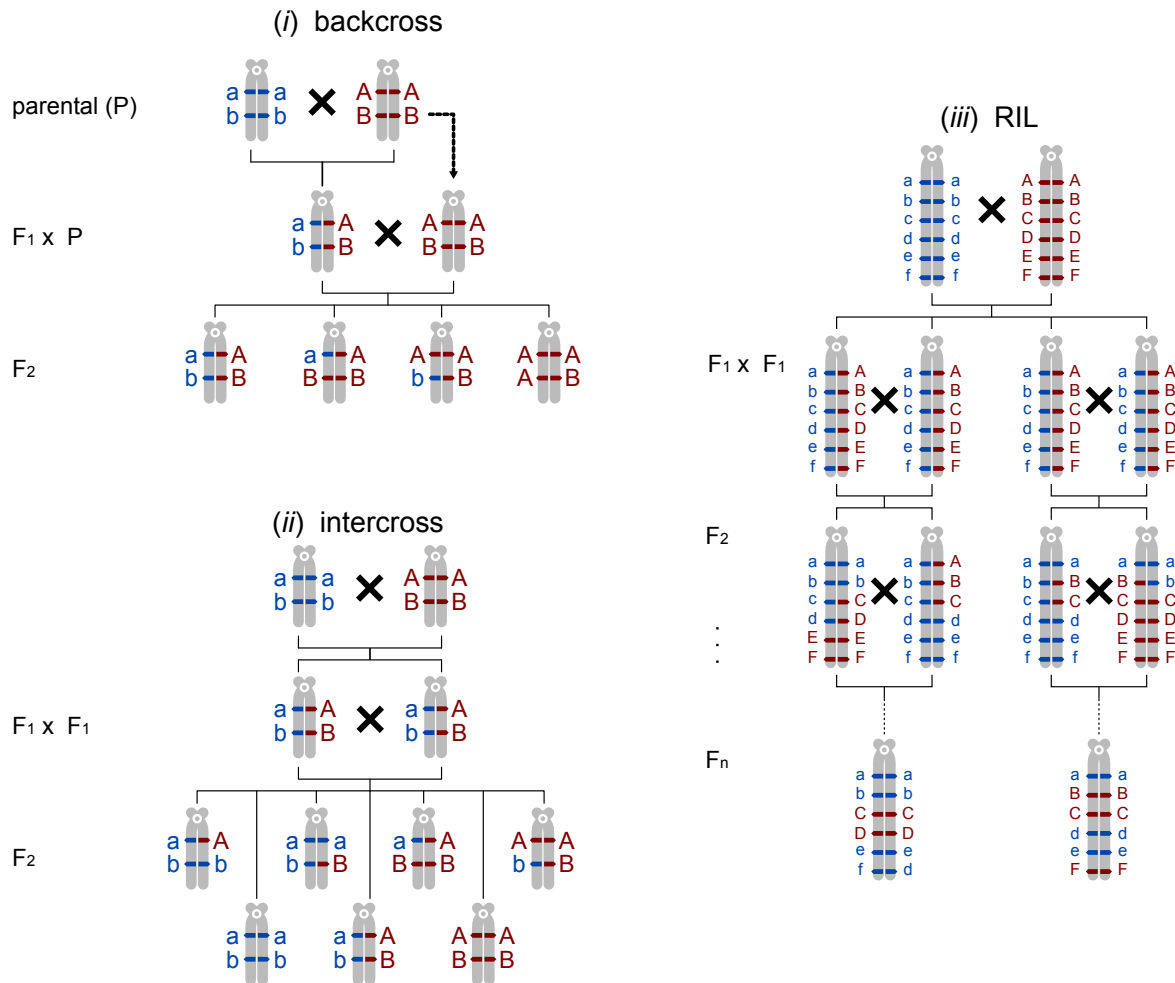 (i) backcross
parental (P)
a a A A
b b B B
F1 x P
a A A A
b B B B
F2
a A a A A A A A
b B B B b B A B
(ii) intercross
a a A A
b b B B
F1 x F1
a A a A
b B b B
F2
a A a a a A A A
b b b B B B b B
a a a A A A
b b b B B B
(iii) RIL
a a A A
b b B B
c c C C
d d D D
e e E E
f f F F
F1 x F1
a A a A a A a A
b B b B b B b B
c C c C c C c C
d D d D d D d D
e E e E e E e E
f F f F f F f F
F2
a a a A a a a a
b b b B b B B b
c C c C c C C C
d D d d d d D D
E E e e e e E E
F F f f f f F F
.
.
.
Fn
a a a a
b b B B
C C C C
D D d d
e e e e
f d F F